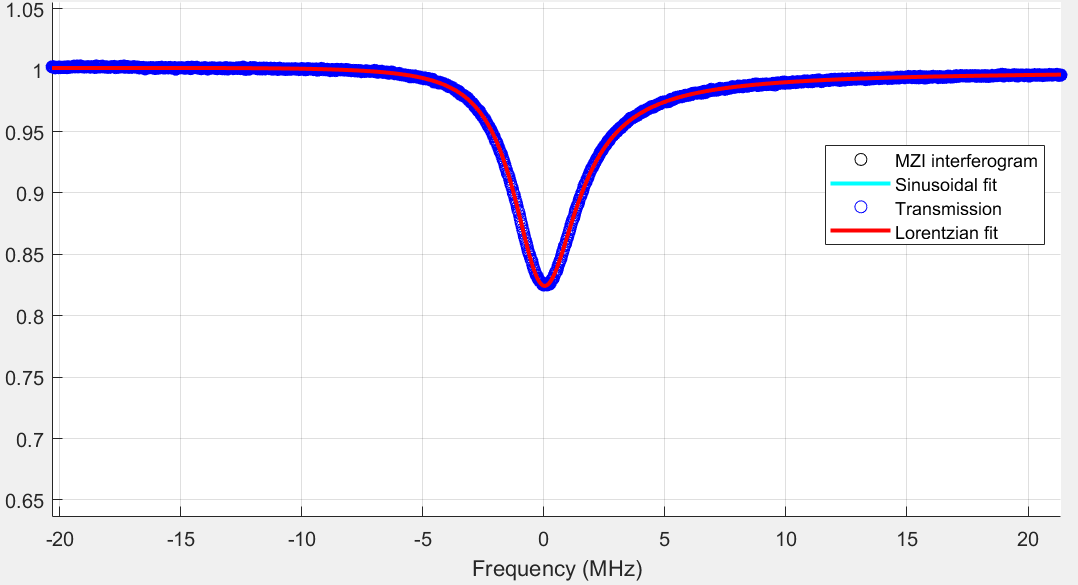 1.05
1
0.95
0.9
0.85
0.8
0.75
0.7
0.65
MZI interferogram
Sinusoidal fit
Transmission
Lorentzian fit
-20 -15 -10 -5 0 5 10 15 20
Frequency (MHz)